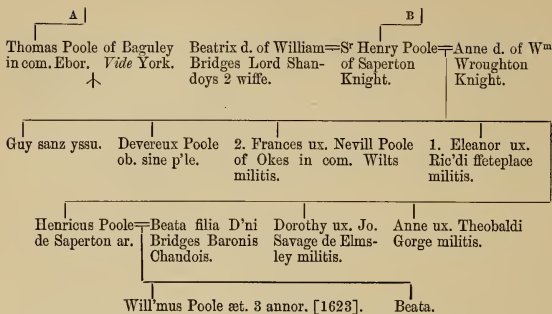 A B
Thomas Poole of Baguley
in com. Ebor. Vide York.
Beatrix d. of William
Bridges Lord Shan-
doys 2 wiffe.
Sr Henry Poole
of Saperton
Knight.
Anne d. of Wm
Wroughton
Knight.
Guy sanz yssu.
Devereux Poole
ob. sine p'le.
2. Frances ux. Nevill Poole
of Okes in com. Wilts
militis.
1. Eleanor ux.
Ric'di ffeteplace
militis.
Henricus Poole
de Saperton ar.
Beata filia D'ni
Bridges Baronis
Chandois.
Dorothy ux. Jo.
Savage de Elms-
ley militis.
Anne ux. Theobaldi
Gorge militis.
Will'mus Poole æt. 3 annor. [1623]. Beata.